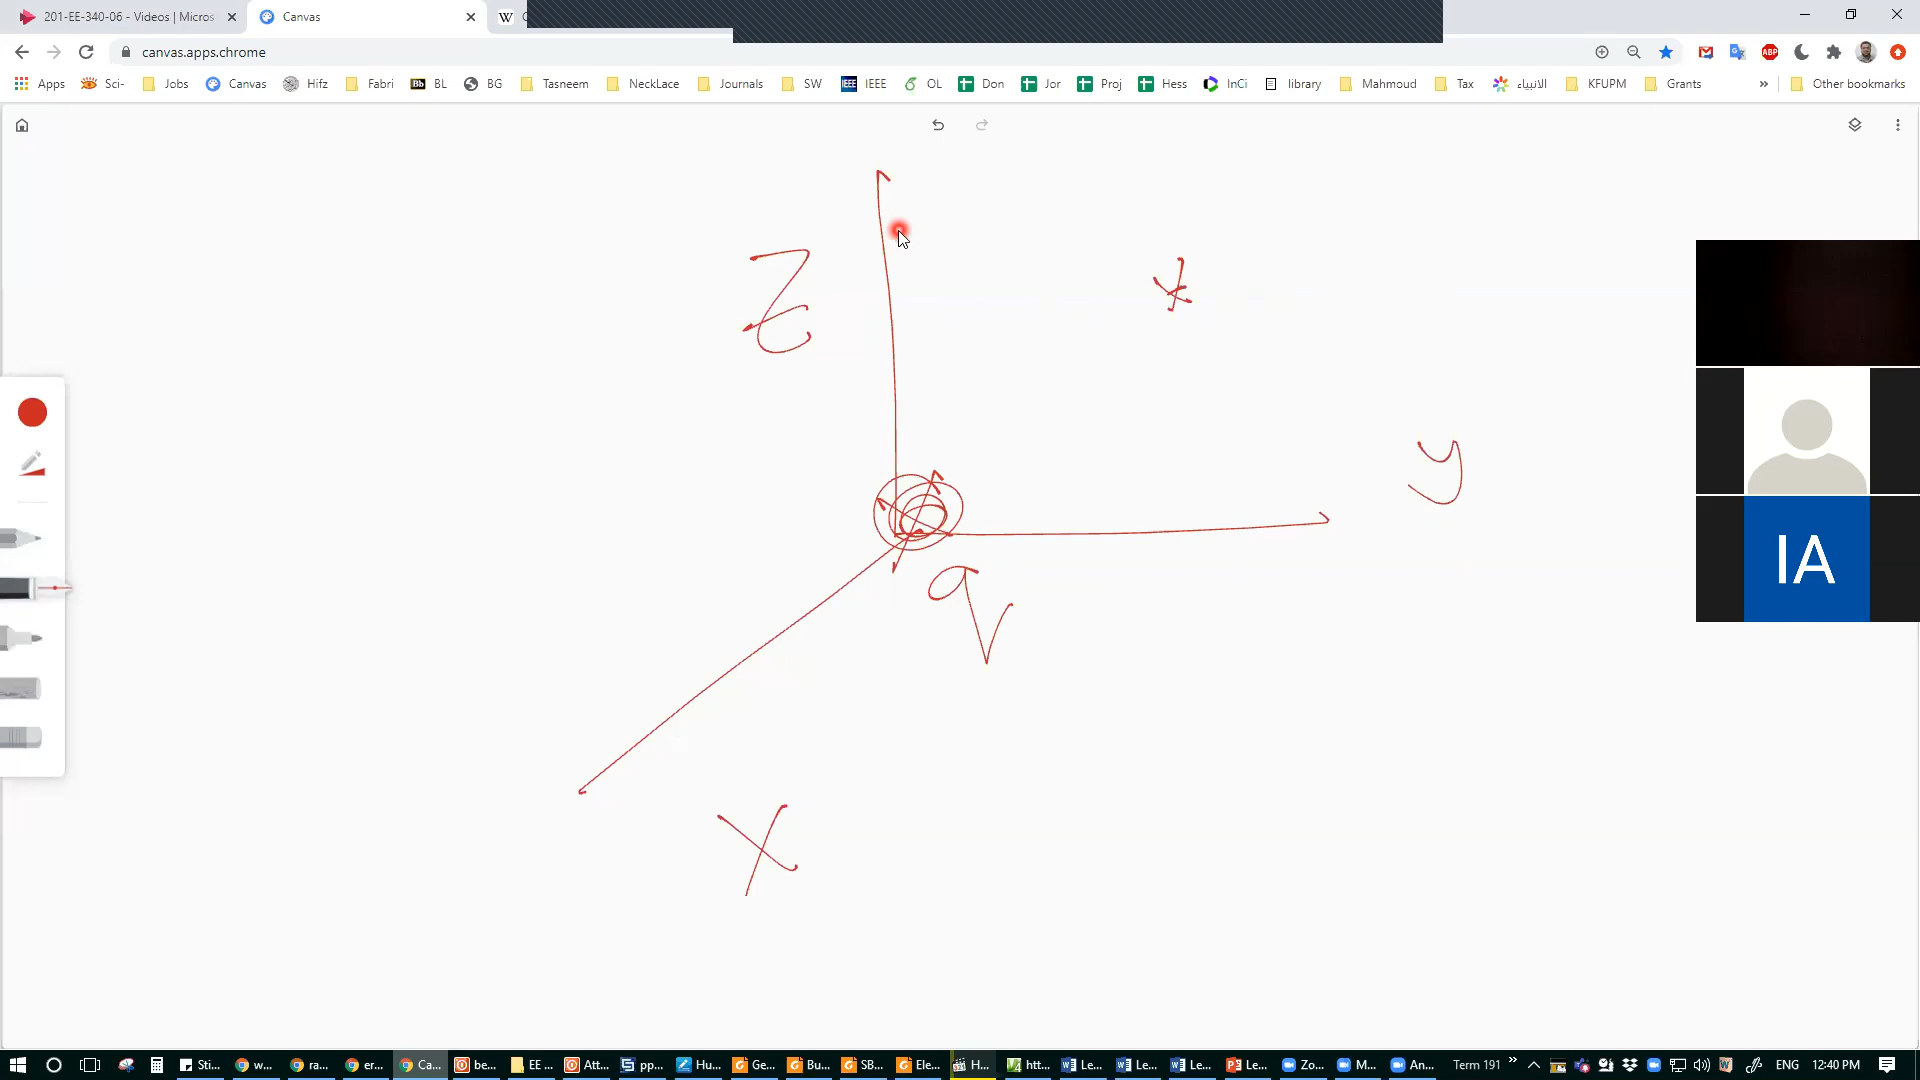 201-EE-340-06 - Videos | Micros
Canvas
W
canvas.apps.chrome
Apps Sci- Jobs Canvas Hifz Fabri Bb BL BG Tasneem NeckLace Journals SW IEEE IEEE OL Don Jor Proj Hess InCi library Mahmoud Tax الانبياء KFUPM Grants » Other bookmarks
ABP
z
x
y
q
IA
Sti... w... ra... er... Ca... be... EE ... Att... pp... Hu... Ge... Bu... SB... Ele... H... htt... Le... Le... Le... Le... Zo... M... An... Term 191 » ENG 12:40 PM